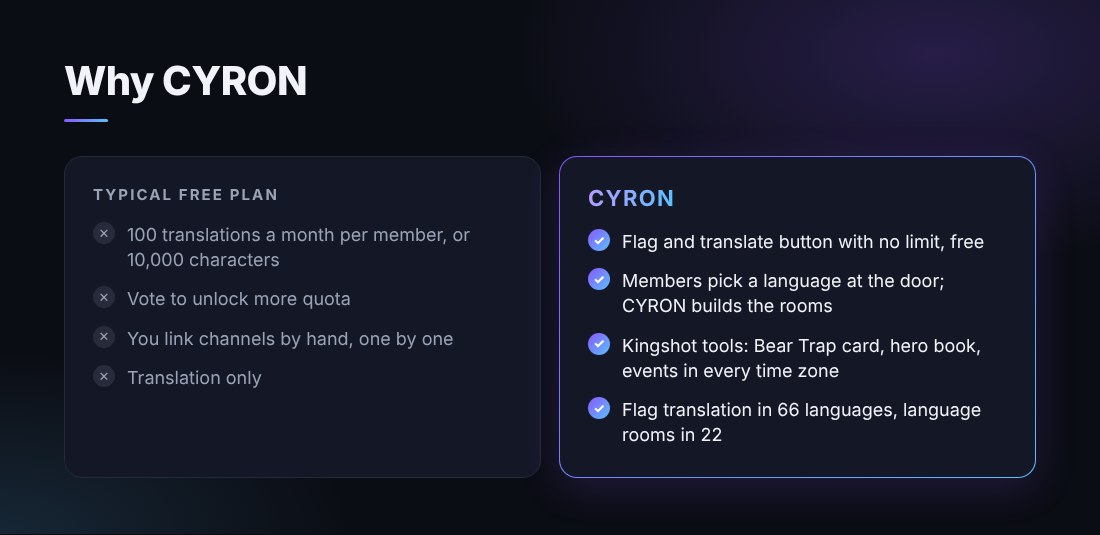 Why CYRON
TYPICAL FREE PLAN
100 translations a month per member, or
10,000 characters
Vote to unlock more quota
You link channels by hand, one by one
Translation only
CYRON
Flag and translate button with no limit, free
Members pick a language at the door;
CYRON builds the rooms
Kingshot tools: Bear Trap card, hero book,
events in every time zone
Flag translation in 66 languages, language
rooms in 22